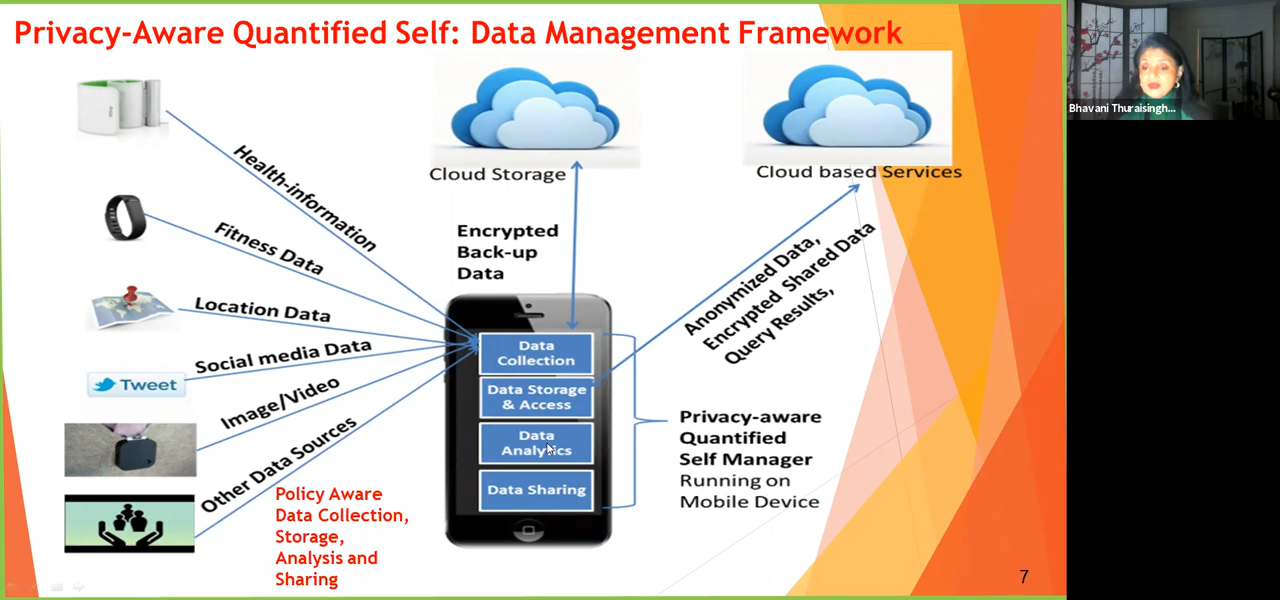 Privacy-Aware Quantified Self: Data Management Framework
Bhavani Thuraisingh...
Cloud Storage
Cloud based Services
Health-information
Fitness Data
Location Data
Social media Data
Tweet
Image/Video
Other Data Sources
Encrypted
Back-up
Data
Anonymized Data,
Encrypted Shared Data
Query Results,
Data
Collection
Data Storage
& Access
Data
Analytics
Data Sharing
Privacy-aware
Quantified
Self Manager
Running on
Mobile Device
Policy Aware
Data Collection,
Storage,
Analysis and
Sharing
7